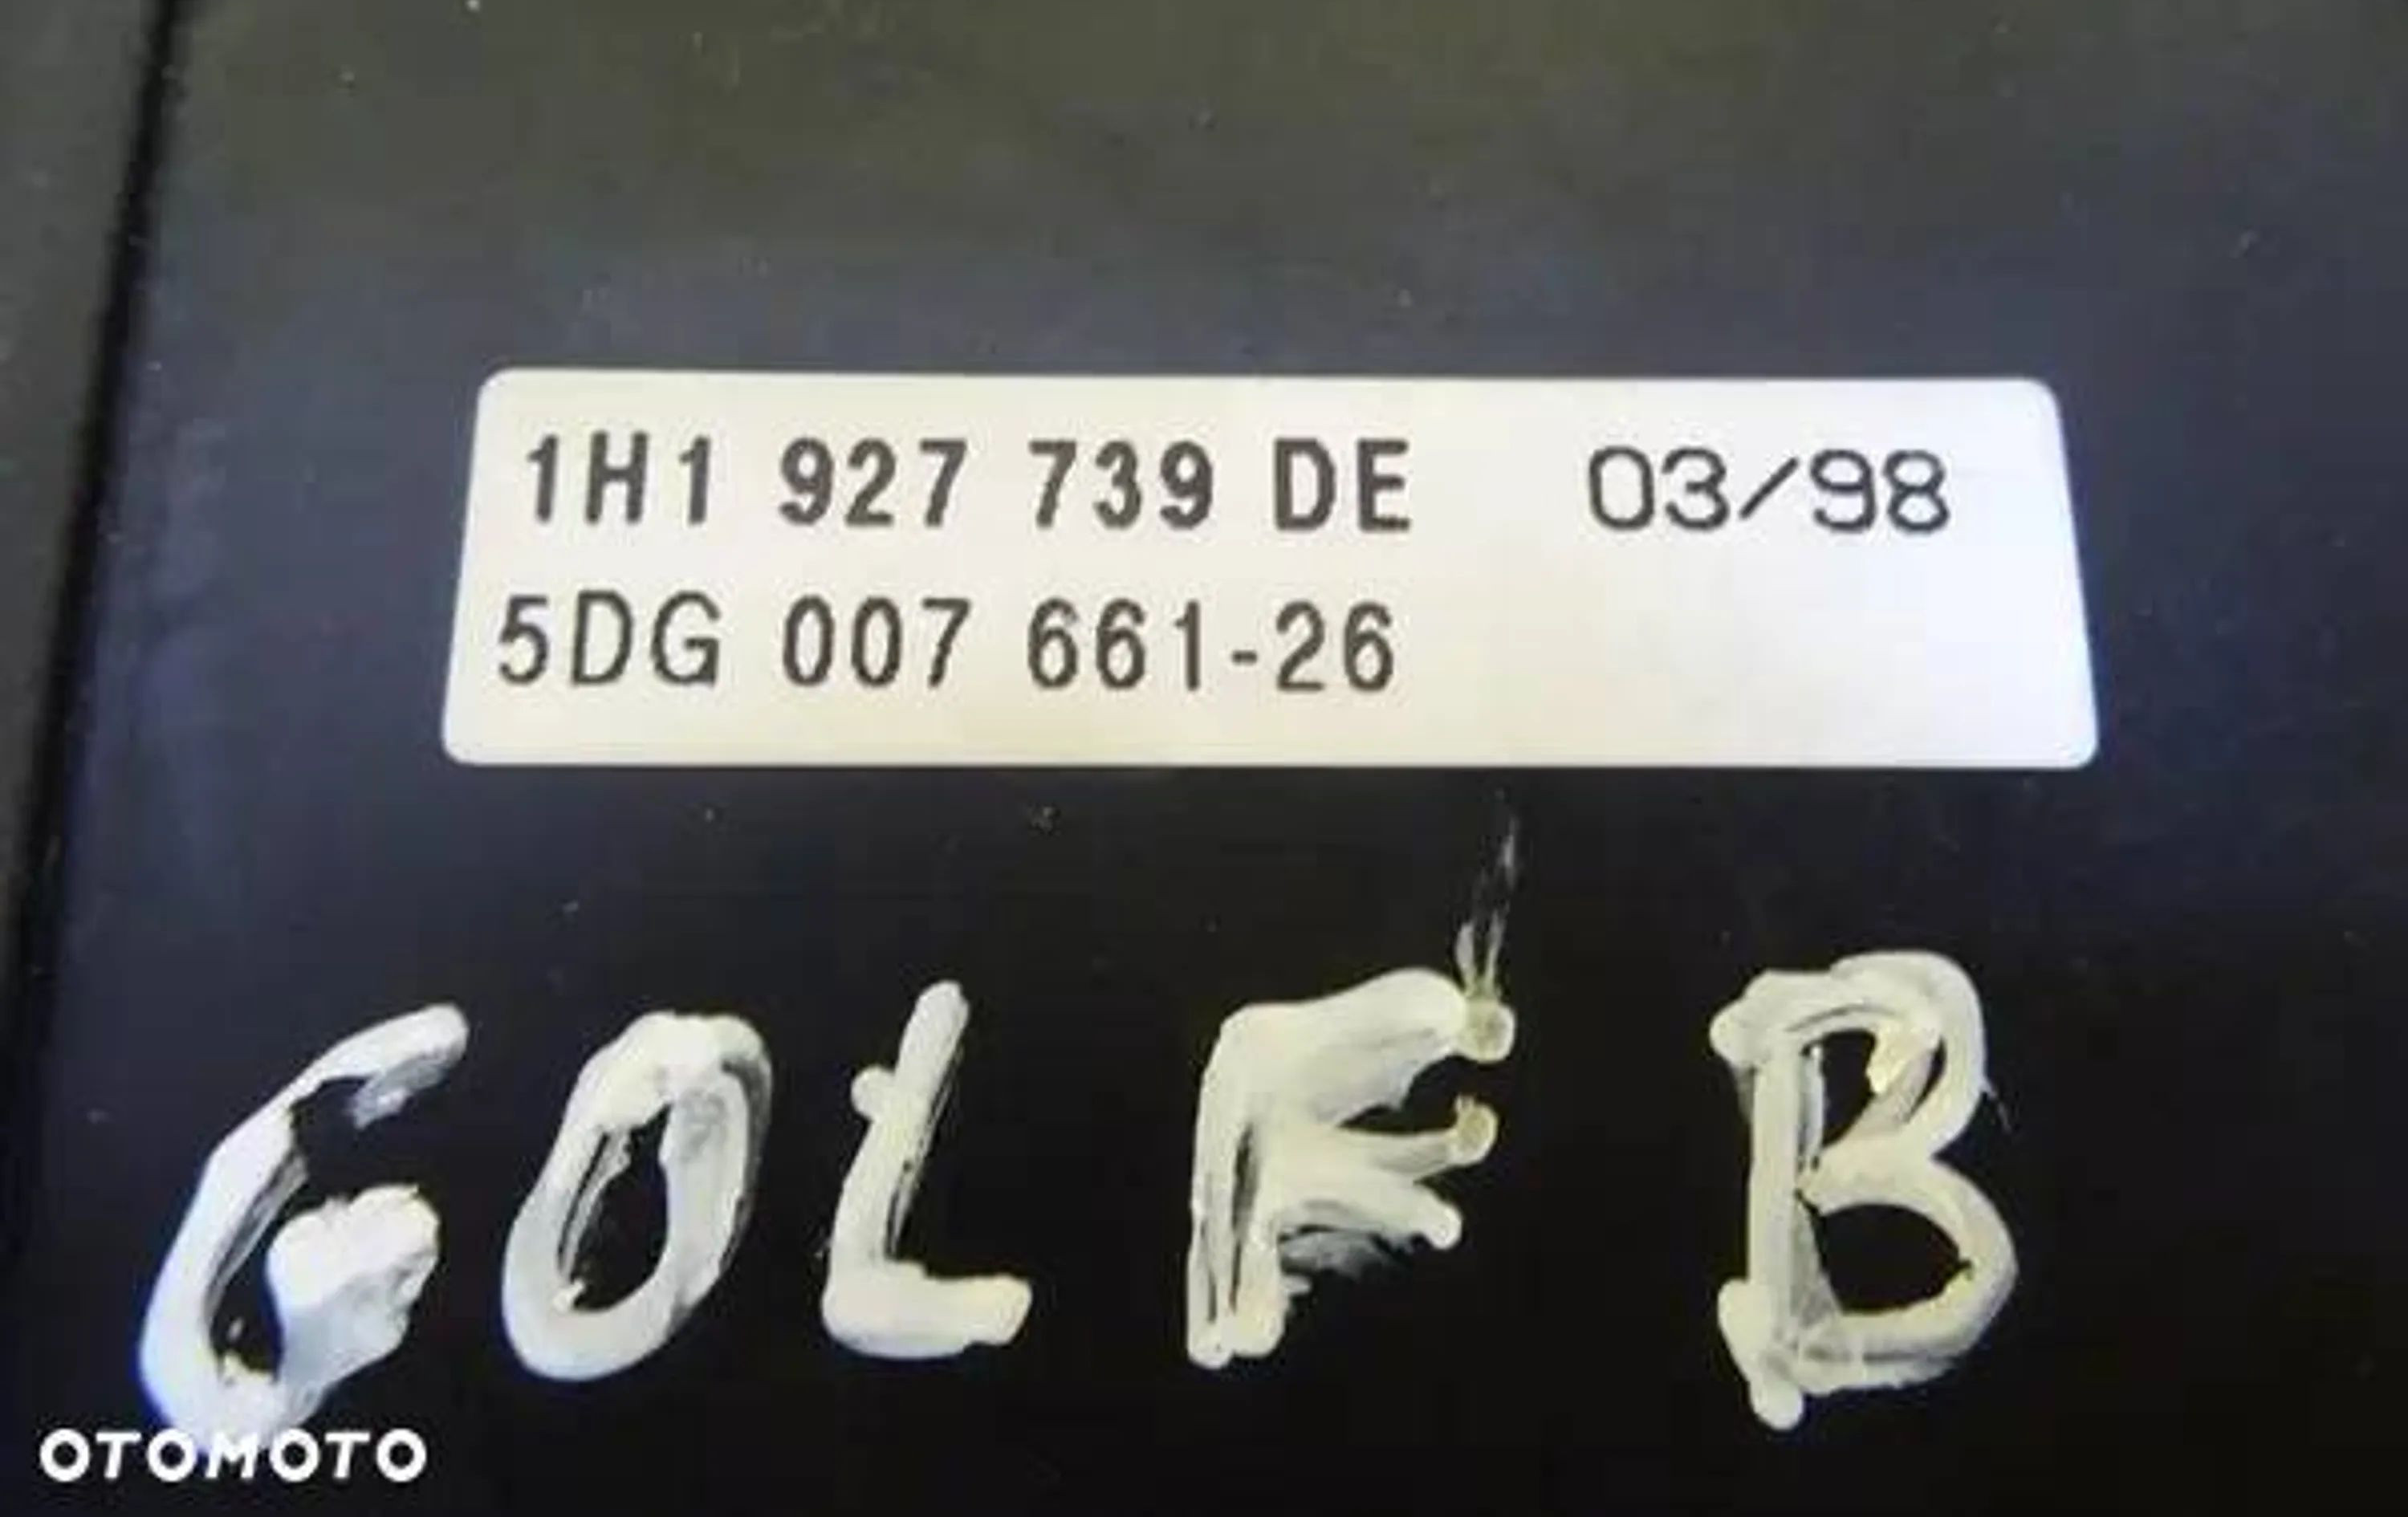 1H1 927 739 DE 03/98
5DG 007 661-26
GOLF B
OTOMOTO